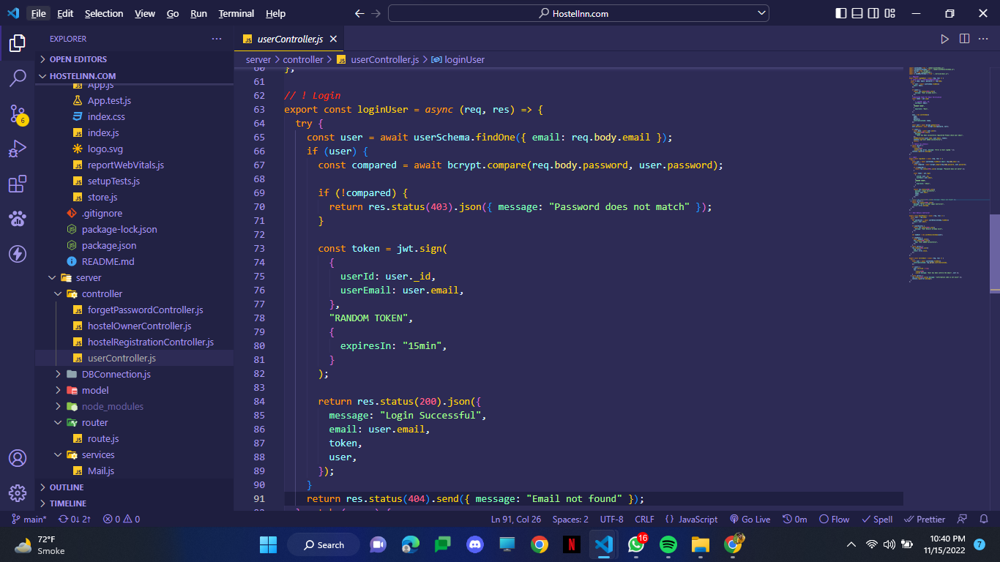 File Edit Selection View Go Run Terminal Help
HostelInn.com
EXPLORER
OPEN EDITORS
HOSTELINN.COM
App.js
App.test.js
index.css
index.js
logo.svg
reportWebVitals.js
setupTests.js
store.js
.gitignore
package-lock.json
package.json
README.md
server
controller
forgetPasswordController.js
hostelOwnerController.js
hostelRegistrationController.js
userController.js
DBConnection.js
model
node_modules
router
route.js
services
Mail.js
OUTLINE
TIMELINE
userController.js
server > controller > userController.js > loginUser
60 };
61
62 // ! Login
63 export const loginUser = async (req, res) => {
64 try {
65 const user = await userSchema.findOne({ email: req.body.email });
66 if (user) {
67 const compared = await bcrypt.compare(req.body.password, user.password);
68
69 if (!compared) {
70 return res.status(403).json({ message: "Password does not match" });
71 }
72
73 const token = jwt.sign(
74 {
75 userId: user._id,
76 userEmail: user.email,
77 },
78 "RANDOM TOKEN",
79 {
80 expiresIn: "15min",
81 }
82 );
83
84 return res.status(200).json({
85 message: "Login Successful",
86 email: user.email,
87 token,
88 user,
89 });
90 }
91 return res.status(404).send({ message: "Email not found" });
main* 0↓ 2↑ 0 0 Ln 91, Col 26 Spaces: 2 UTF-8 CRLF {} JavaScript Go Live 0m Flow Spell Prettier
6
72°F
Smoke
Search
16
10:40 PM
11/15/2022
7